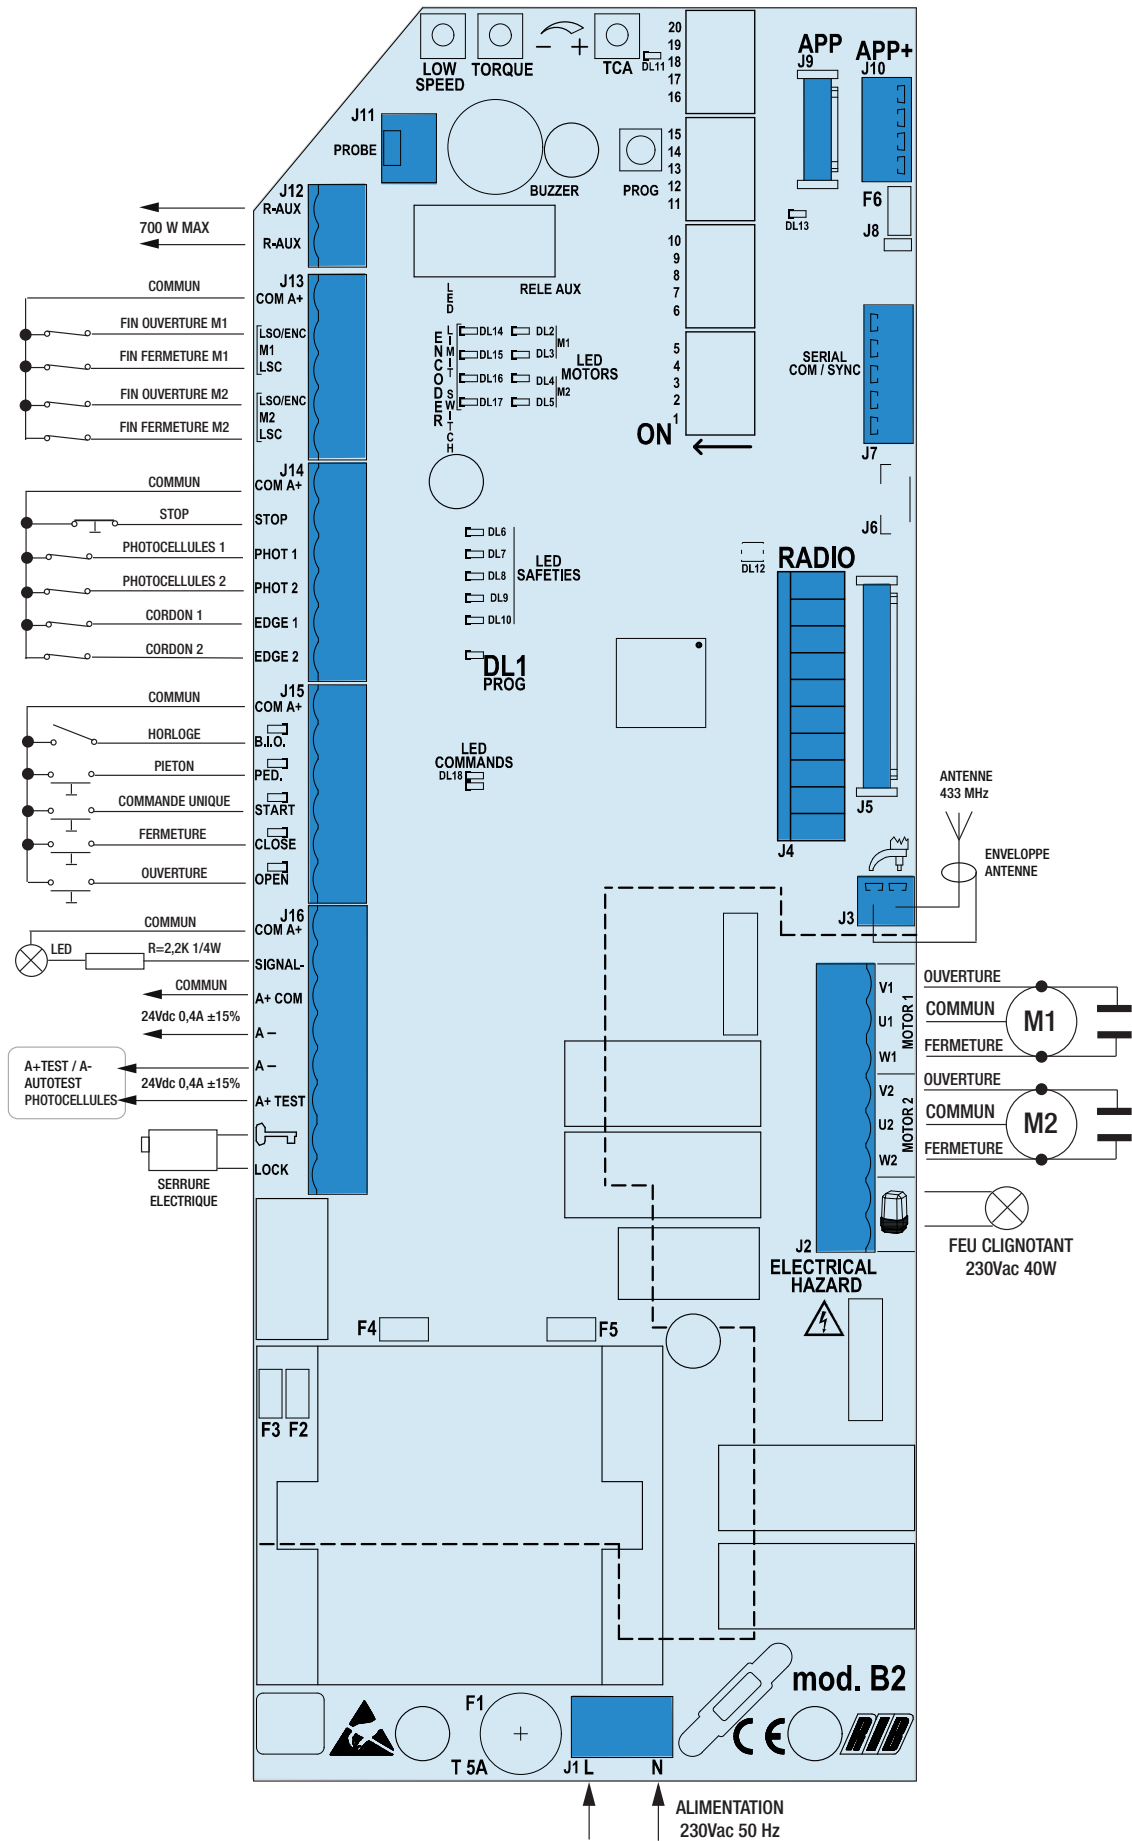 LOW
SPEED
TORQUE
− +
TCA
DL11
20
19
18
17
16
APP
J9
APP+
J10
J11
PROBE
BUZZER
PROG
15
14
13
12
11
F6
DL13
J8
J12
R-AUX
700 W MAX
R-AUX
RELE AUX
10
9
8
7
6
J13
COMMUN
COM A+
FIN OUVERTURE M1
LSO/ENC
M1
FIN FERMETURE M1
LSC
FIN OUVERTURE M2
LSO/ENC
M2
FIN FERMETURE M2
LSC
LED
LIMIT SWITCH
ENCODER
DL14
DL15
DL16
DL17
DL2
DL3
M1
DL4
DL5
M2
LED
MOTORS
5
4
3
2
1
ON
SERIAL
COM / SYNC
J7
J6
J14
COMMUN
COM A+
STOP
STOP
PHOTOCELLULES 1
PHOT 1
PHOTOCELLULES 2
PHOT 2
CORDON 1
EDGE 1
CORDON 2
EDGE 2
DL6
DL7
DL8
DL9
DL10
LED
SAFETIES
DL12
RADIO
DL1
PROG
J15
COMMUN
COM A+
HORLOGE
B.I.O.
PIETON
PED.
COMMANDE UNIQUE
START
FERMETURE
CLOSE
OUVERTURE
OPEN
LED
COMMANDS
DL18
J5
J4
ANTENNE
433 MHz
ENVELOPPE
ANTENNE
J3
J16
COMMUN
COM A+
LED
R=2,2K 1/4W
SIGNAL-
COMMUN
A+ COM
24Vdc 0,4A ±15%
A −
A+TEST / A-
AUTOTEST
PHOTOCELLULES
A −
24Vdc 0,4A ±15%
A+ TEST
LOCK
SERRURE
ELECTRIQUE
V1
U1
W1
MOTOR 1
OUVERTURE
COMMUN
FERMETURE
M1
V2
U2
W2
MOTOR 2
OUVERTURE
COMMUN
FERMETURE
M2
J2
FEU CLIGNOTANT
230Vac 40W
ELECTRICAL
HAZARD
F4
F5
F3
F2
mod. B2
F1
T 5A
J1 L
N
CE
RIB
ALIMENTATION
230Vac 50 Hz